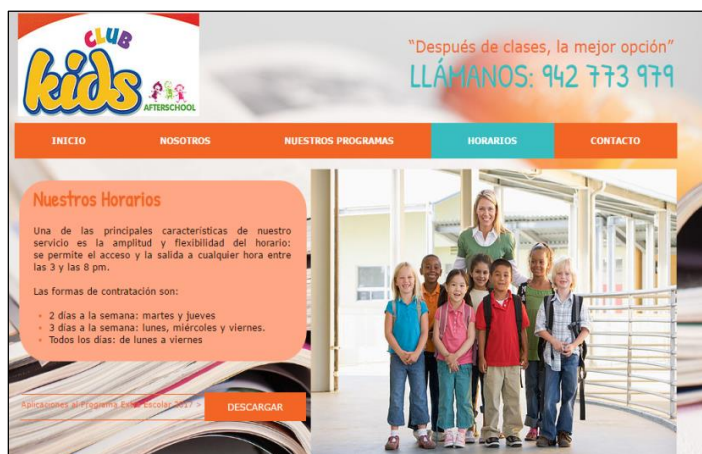 CLUB
kids
AFTERSCHOOL
“Después de clases, la mejor opción”
LLÁMANOS: 942 773 979
INICIO NOSOTROS NUESTROS PROGRAMAS HORARIOS CONTACTO
Nuestros Horarios
Una de las principales características de nuestro
servicio es la amplitud y flexibilidad del horario:
se permite el acceso y la salida a cualquier hora entre
las 3 y las 8 pm.
Las formas de contratación son:
2 días a la semana: martes y jueves
3 días a la semana: lunes, miércoles y viernes.
Todos los días: de lunes a viernes
Aplicaciones al Programa Extra Escolar 2017 >
DESCARGAR